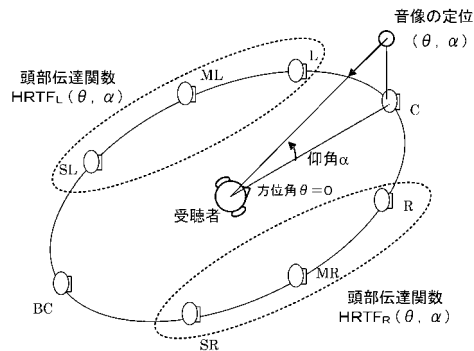 音像の定位
(θ, α)
頭部伝達関数
HRTFL(θ, α)
ML
L
C
SL
仰角α
方位角θ=0
受聴者
R
MR
BC
SR
頭部伝達関数
HRTFR(θ, α)